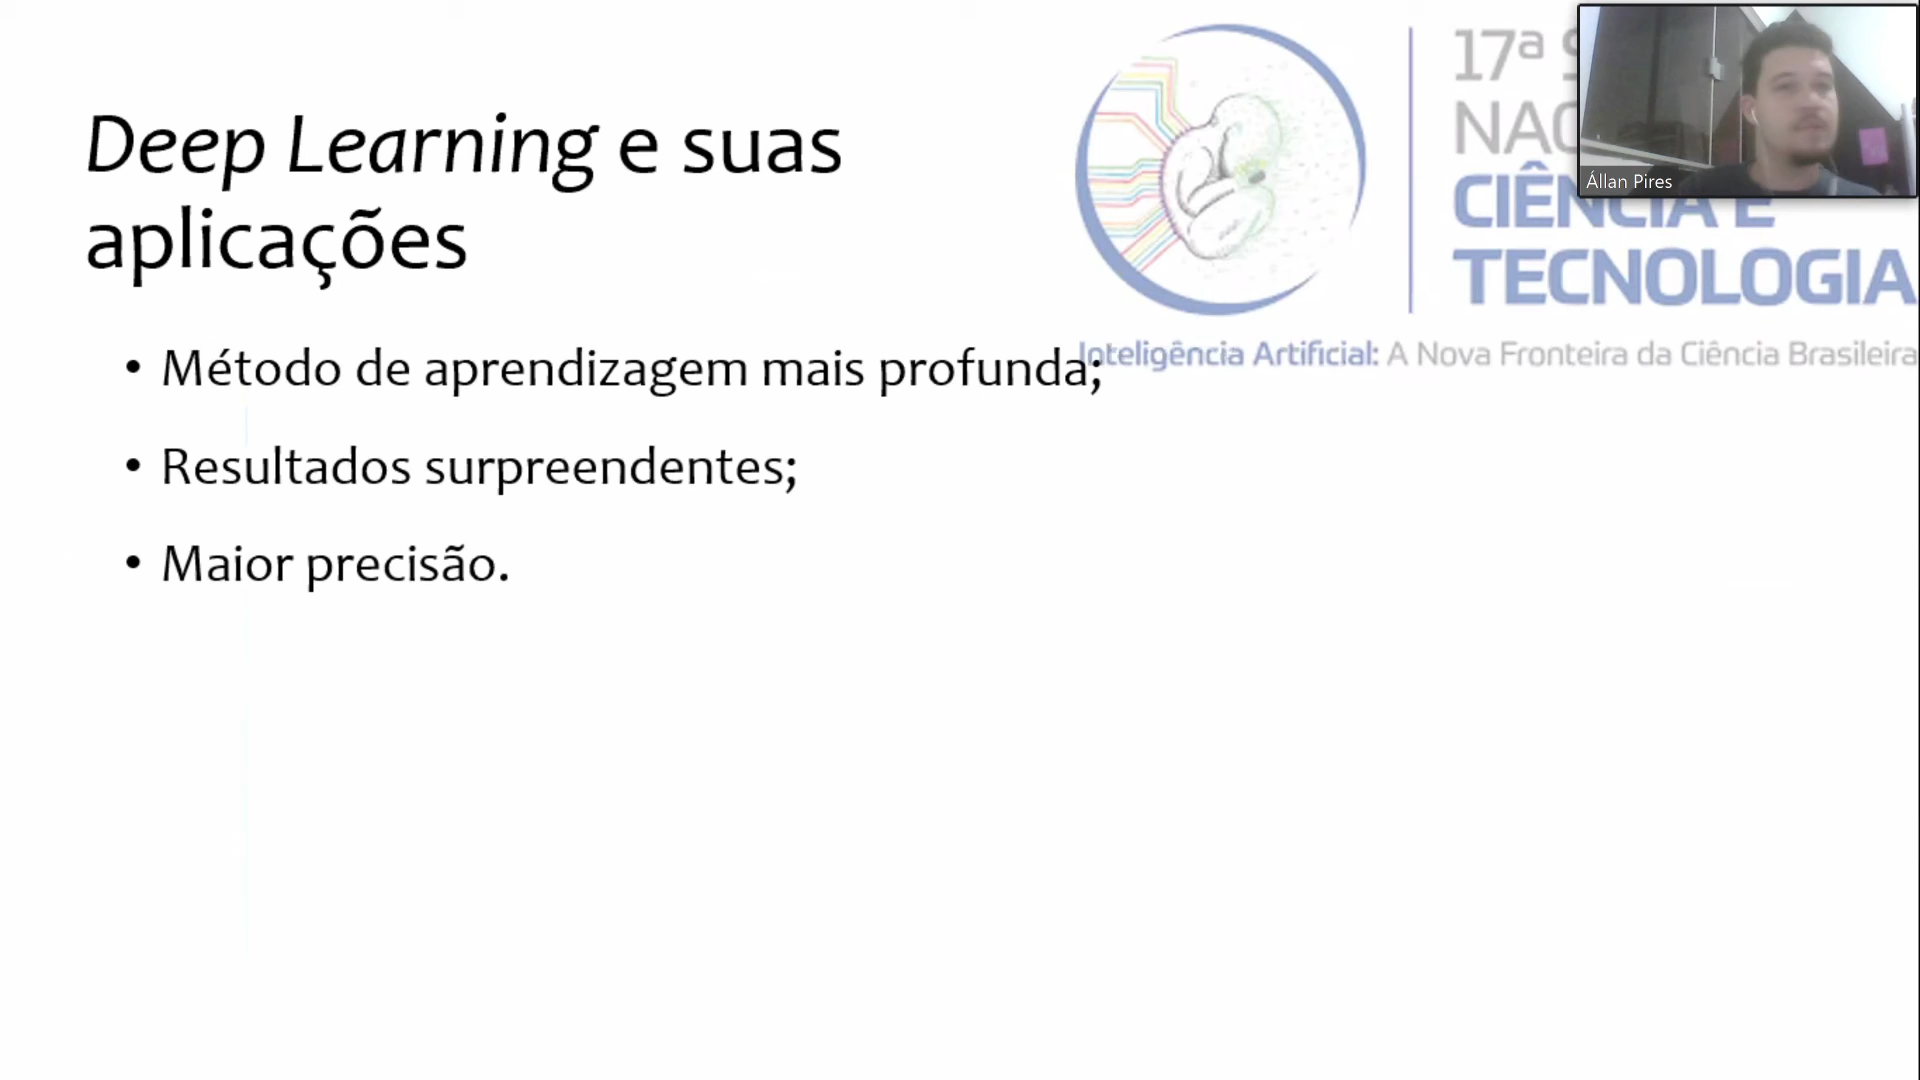 Deep Learning e suas
aplicações
• Método de aprendizagem mais profunda;
• Resultados surpreendentes;
• Maior precisão.
17ª
CIÊNCIA E
TECNOLOGIA
Inteligência Artificial: A Nova Fronteira da Ciência Brasileira
Állan Pires